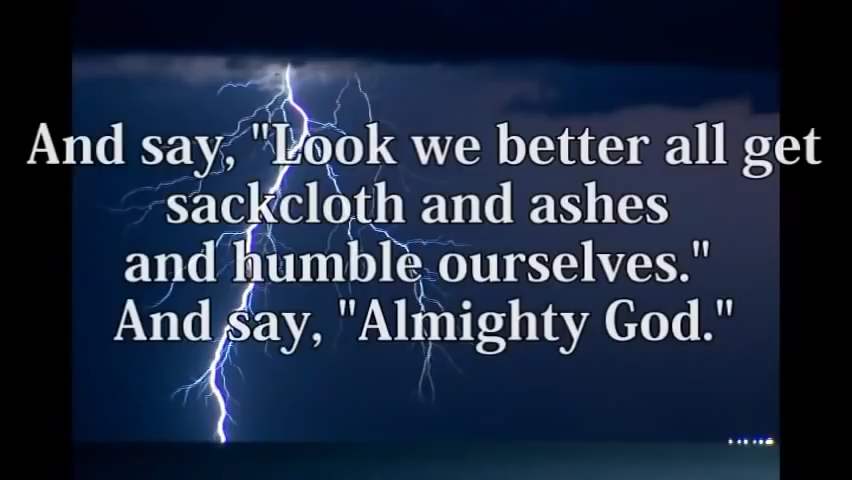 And say, "Look we better all get
sackcloth and ashes
and humble ourselves."
And say, "Almighty God."